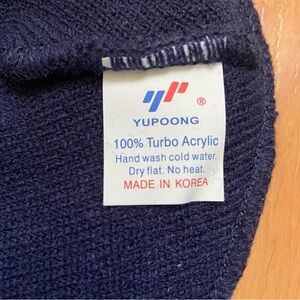 ®
YUPOONG
100% Turbo Acrylic
Hand wash cold water.
Dry flat. No heat.
MADE IN KOREA